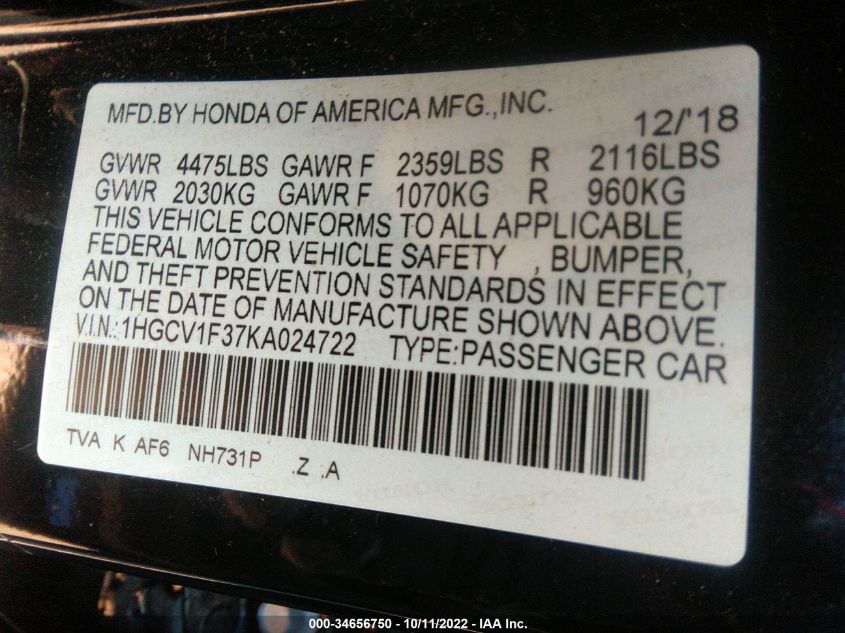 MFD.BY HONDA OF AMERICA MFG.,INC.
12/'18
GVWR 4475LBS GAWR F 2359LBS R 2116LBS
GVWR 2030KG GAWR F 1070KG R 960KG
THIS VEHICLE CONFORMS TO ALL APPLICABLE
FEDERAL MOTOR VEHICLE SAFETY , BUMPER,
AND THEFT PREVENTION STANDARDS IN EFFECT
ON THE DATE OF MANUFACTURE SHOWN ABOVE.
V.I.N.:1HGCV1F37KA024722 TYPE:PASSENGER CAR
TVA K AF6 NH731P .Z .A
000-34656750 - 10/11/2022 - IAA Inc.